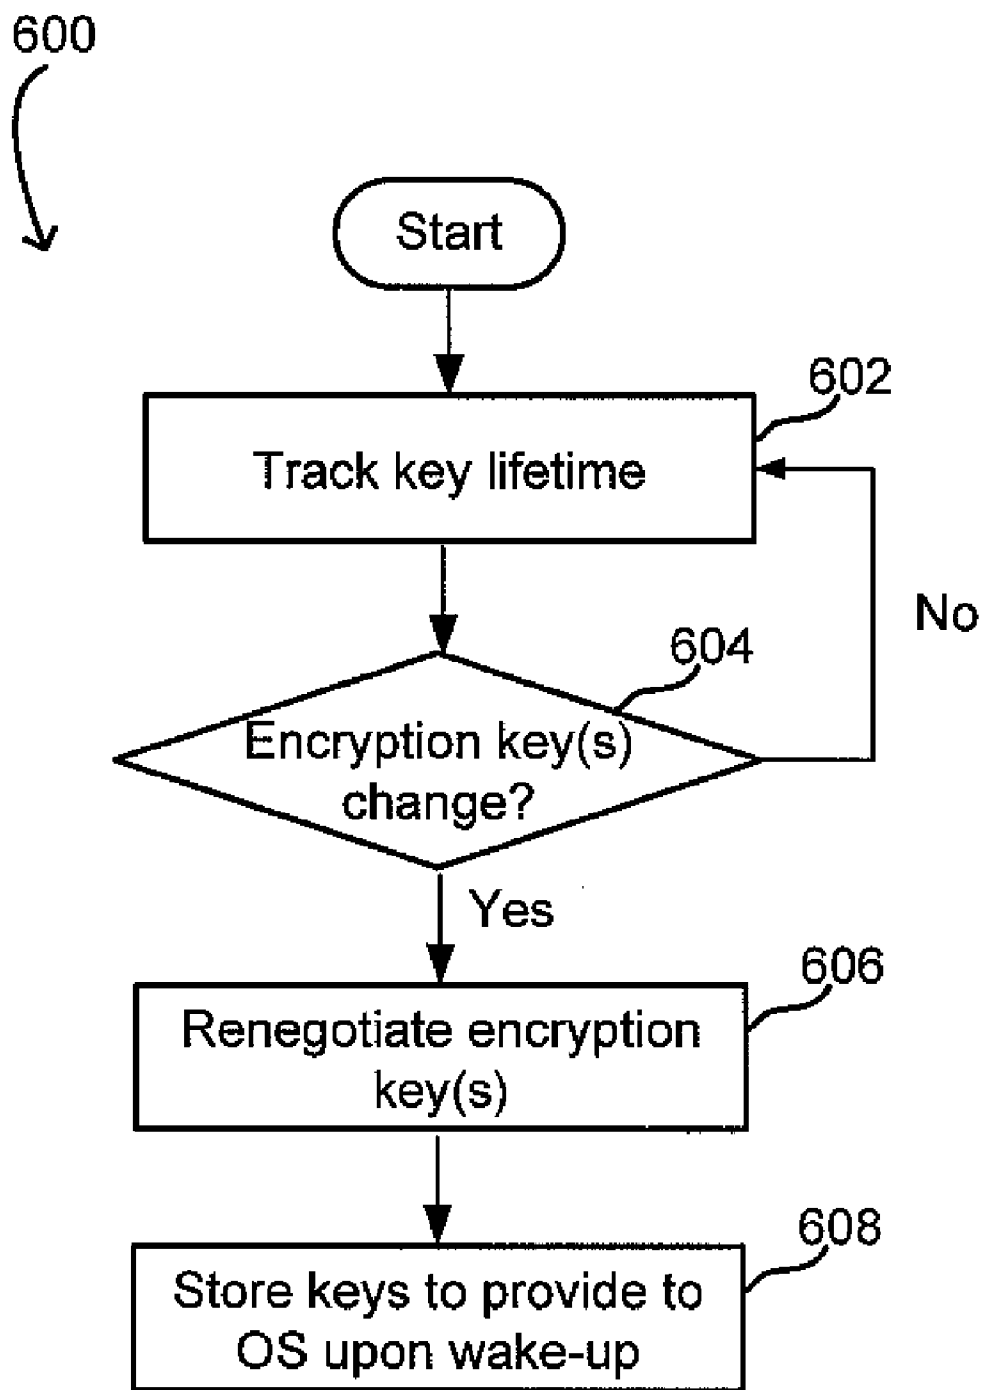 600
Start
602
Track key lifetime
No
604
Encryption key(s)
change?
Yes
606
Renegotiate encryption
key(s)
608
Store keys to provide to
OS upon wake-up